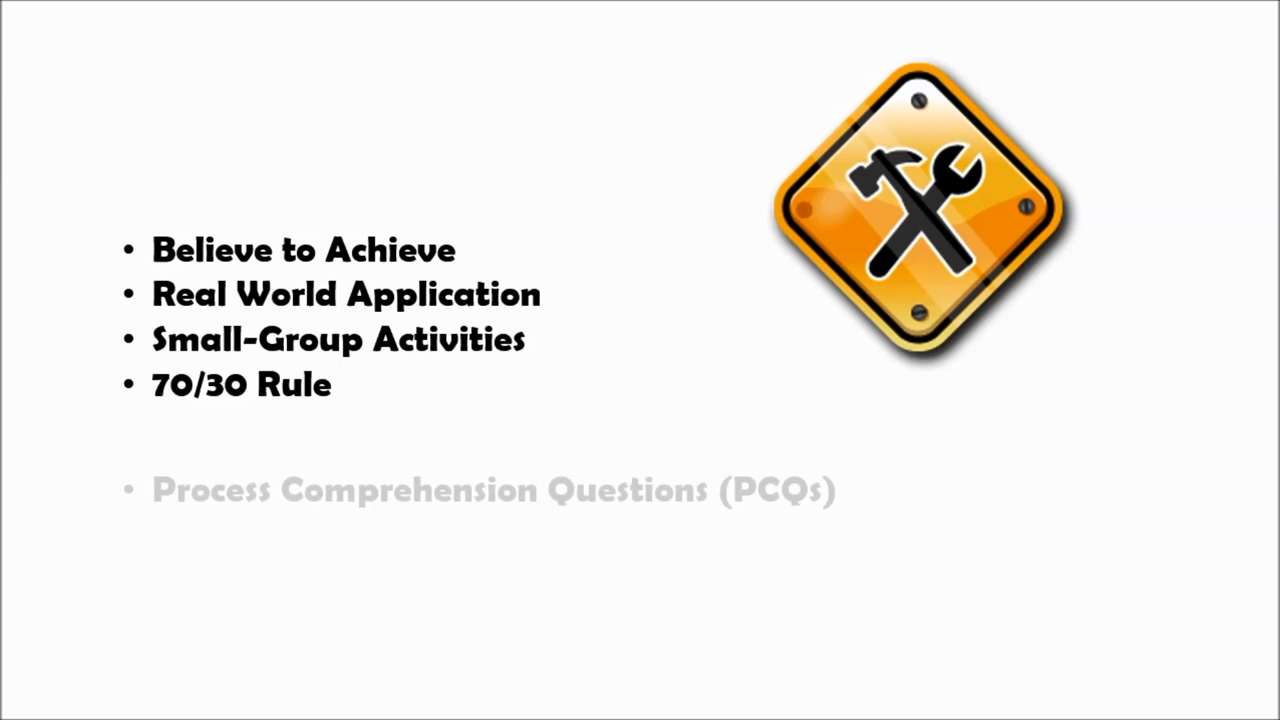 • Believe to Achieve
• Real World Application
• Small-Group Activities
• 70/30 Rule
• Process Comprehension Questions (PCQs)